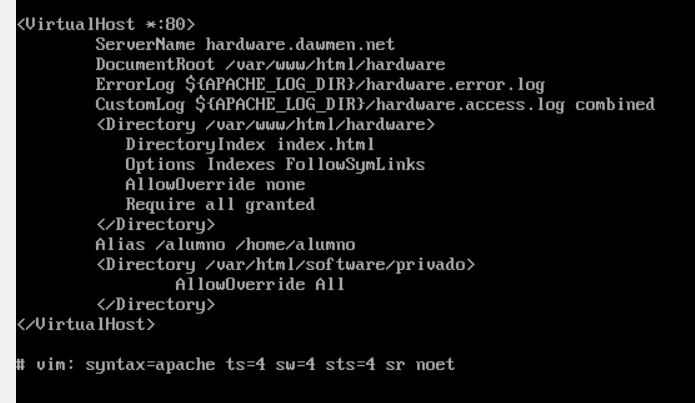 <VirtualHost *:80>
ServerName hardware.dawmen.net
DocumentRoot /var/www/html/hardware
ErrorLog ${APACHE_LOG_DIR}/hardware.error.log
CustomLog ${APACHE_LOG_DIR}/hardware.access.log combined
<Directory /var/www/html/hardware>
DirectoryIndex index.html
Options Indexes FollowSymLinks
AllowOverride none
Require all granted
</Directory>
Alias /alumno /home/alumno
<Directory /var/html/software/privado>
AllowOverride All
</Directory>
</VirtualHost>
# vim: syntax=apache ts=4 sw=4 sts=4 sr noet